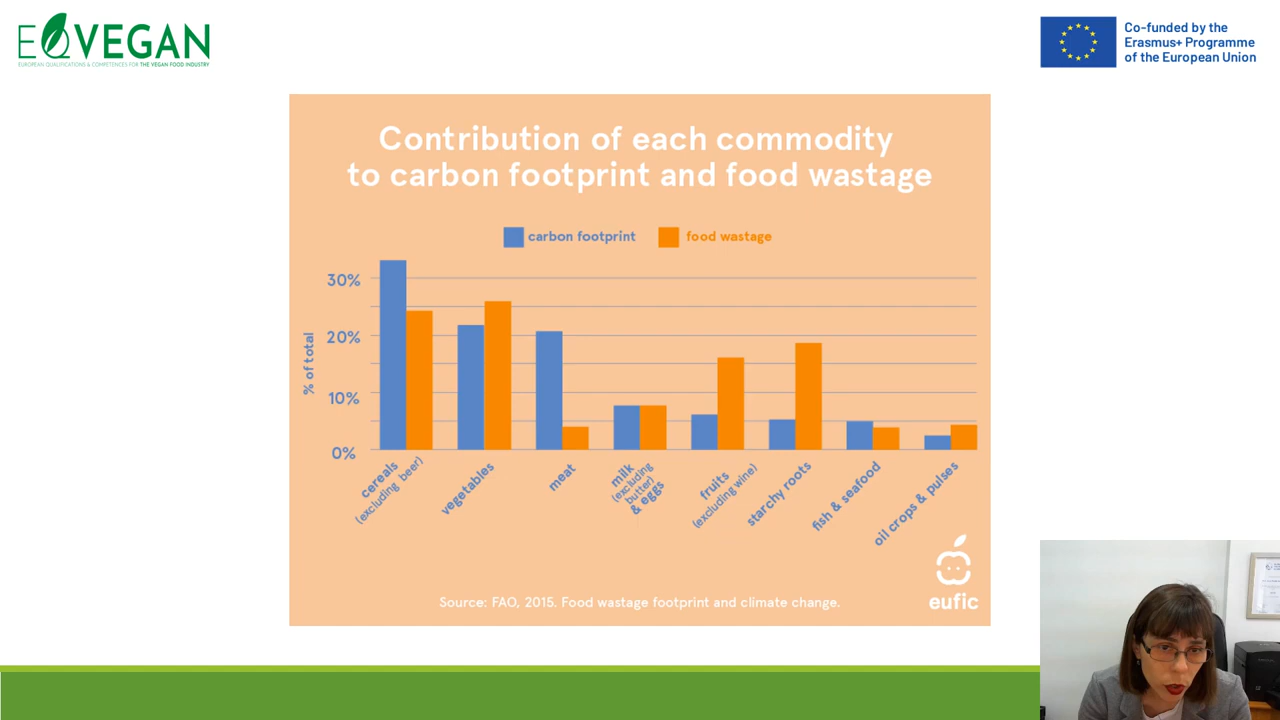 EQVEGAN
EUROPEAN QUALIFICATIONS & COMPETENCES FOR THE VEGAN FOOD INDUSTRY
Co-funded by the
Erasmus+ Programme
of the European Union
Contribution of each commodity
to carbon footprint and food wastage
carbon footprint
food wastage
% of total
30%
20%
10%
0%
cereals
(excluding beer)
vegetables
meat
milk
(excluding
butter)
& eggs
fruits
(excluding wine)
starchy roots
fish & seafood
oil crops & pulses
eufic
Source: FAO, 2015. Food wastage footprint and climate change.